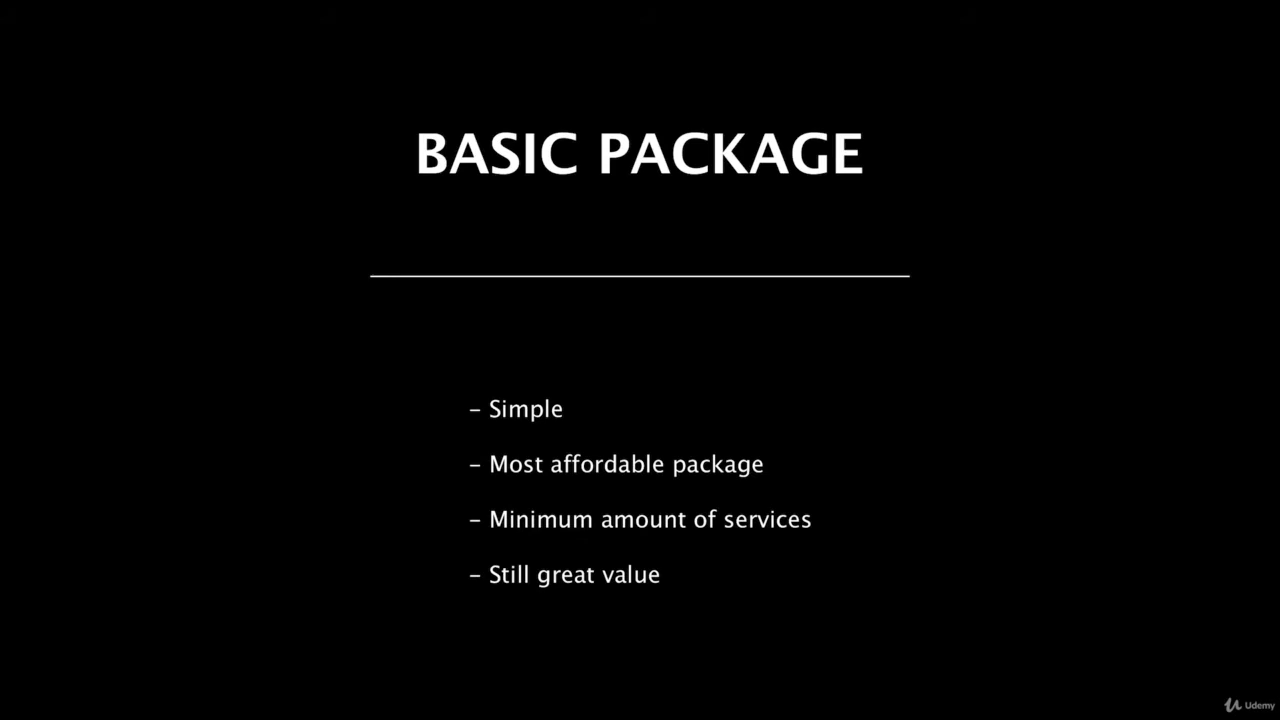 BASIC PACKAGE
– Simple
– Most affordable package
– Minimum amount of services
– Still great value
Udemy